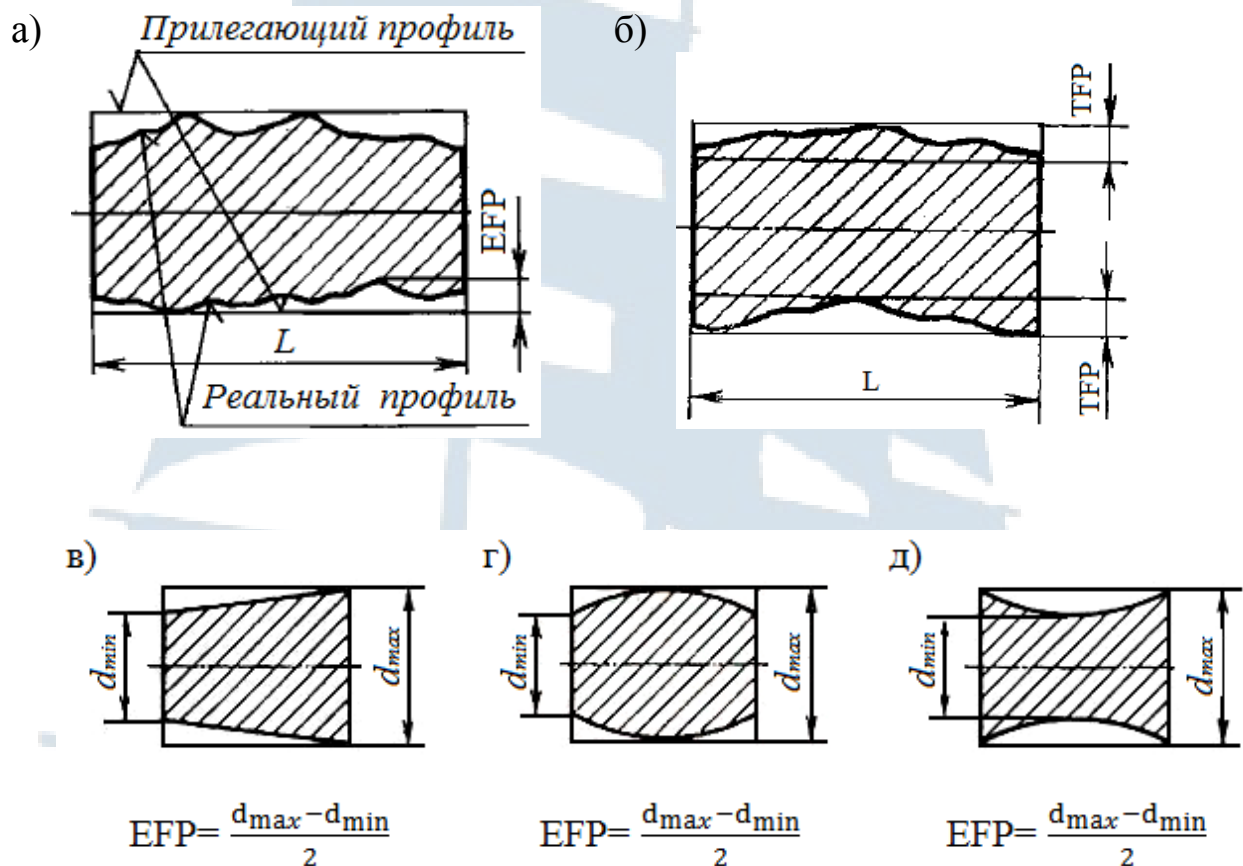 а)
Прилегающий профиль
EFP
L
Реальный профиль
б)
TFP
TFP
L
в)
dmin
dmax
EFP= dmax−dmin
2
г)
dmin
dmax
EFP= dmax−dmin
2
д)
dmin
dmax
EFP= dmax−dmin
2